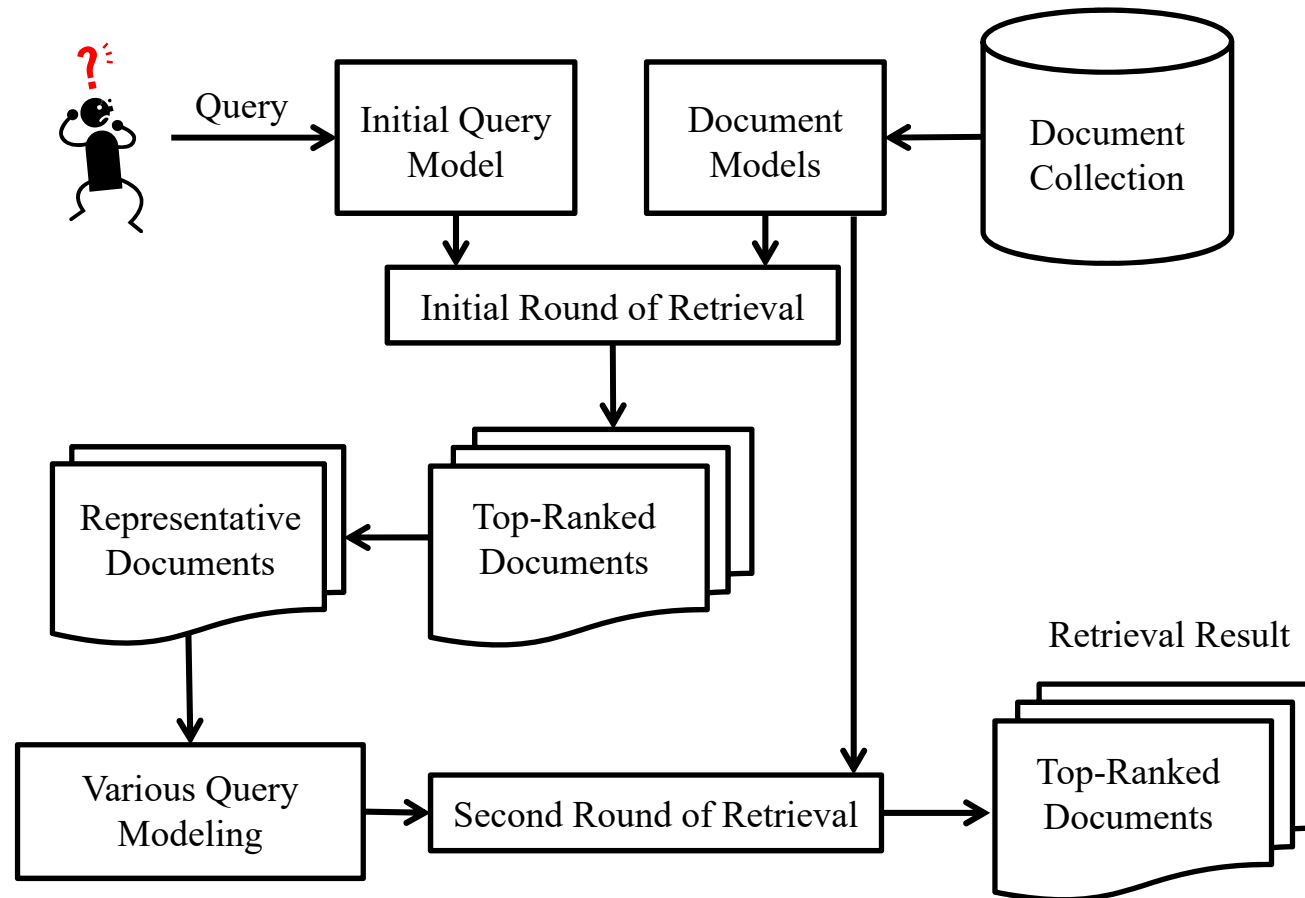 ?
Query
Initial Query
Model
Document
Models
Document
Collection
Initial Round of Retrieval
Representative
Documents
Top-Ranked
Documents
Retrieval Result
Various Query
Modeling
Second Round of Retrieval
Top-Ranked
Documents